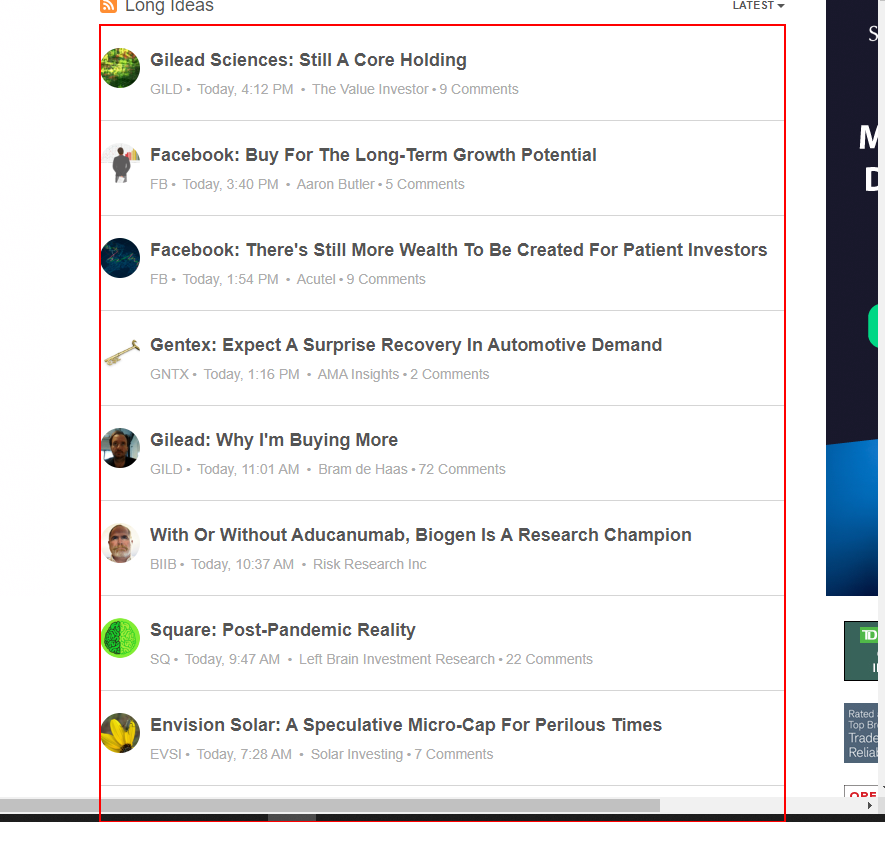 Long Ideas
LATEST
Gilead Sciences: Still A Core Holding
GILD • Today, 4:12 PM • The Value Investor • 9 Comments
Facebook: Buy For The Long-Term Growth Potential
FB • Today, 3:40 PM • Aaron Butler • 5 Comments
Facebook: There's Still More Wealth To Be Created For Patient Investors
FB • Today, 1:54 PM • Acutel • 9 Comments
Gentex: Expect A Surprise Recovery In Automotive Demand
GNTX • Today, 1:16 PM • AMA Insights • 2 Comments
Gilead: Why I'm Buying More
GILD • Today, 11:01 AM • Bram de Haas • 72 Comments
With Or Without Aducanumab, Biogen Is A Research Champion
BIIB • Today, 10:37 AM • Risk Research Inc
Square: Post-Pandemic Reality
SQ • Today, 9:47 AM • Left Brain Investment Research • 22 Comments
Envision Solar: A Speculative Micro-Cap For Perilous Times
EVSI • Today, 7:28 AM • Solar Investing • 7 Comments
S
M
D
TD
Rated
Top Br
Trade
Reliab